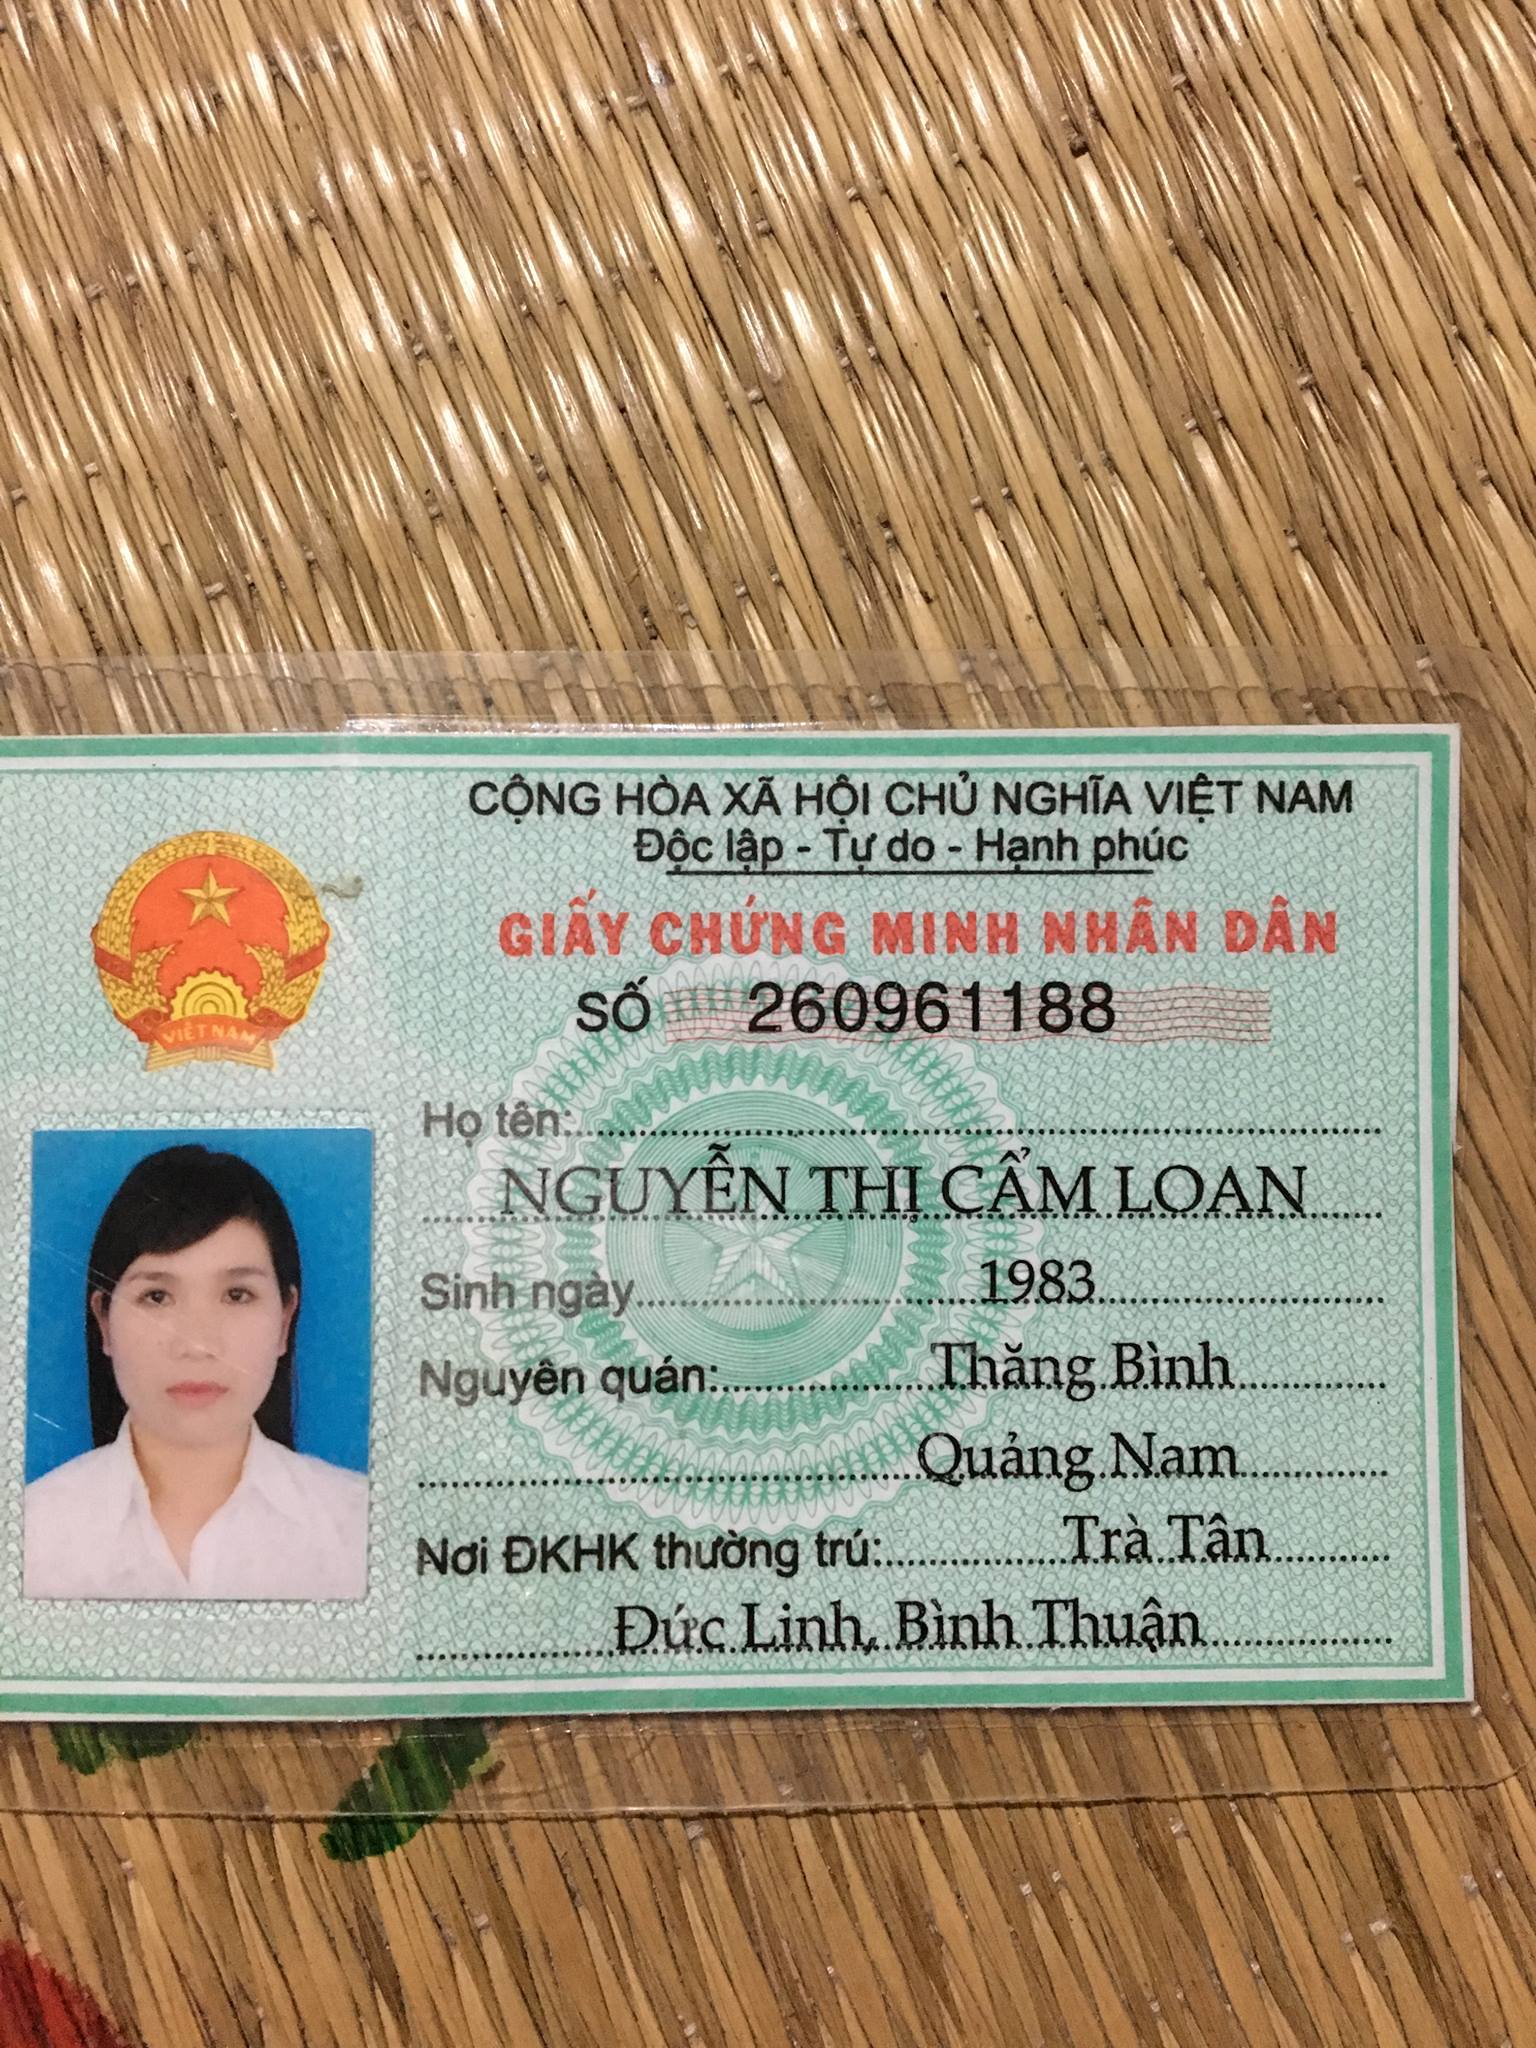 CỘNG HÒA XÃ HỘI CHỦ NGHĨA VIỆT NAM
Độc lập - Tự do - Hạnh phúc
GIẤY CHỨNG MINH NHÂN DÂN
SỐ 260961188
VIỆT NAM
Họ tên:
NGUYỄN THỊ CẨM LOAN
Sinh ngày 1983
Nguyên quán: Thăng Bình
Quảng Nam
Nơi ĐKHK thường trú: Trà Tân
Đức Linh, Bình Thuận